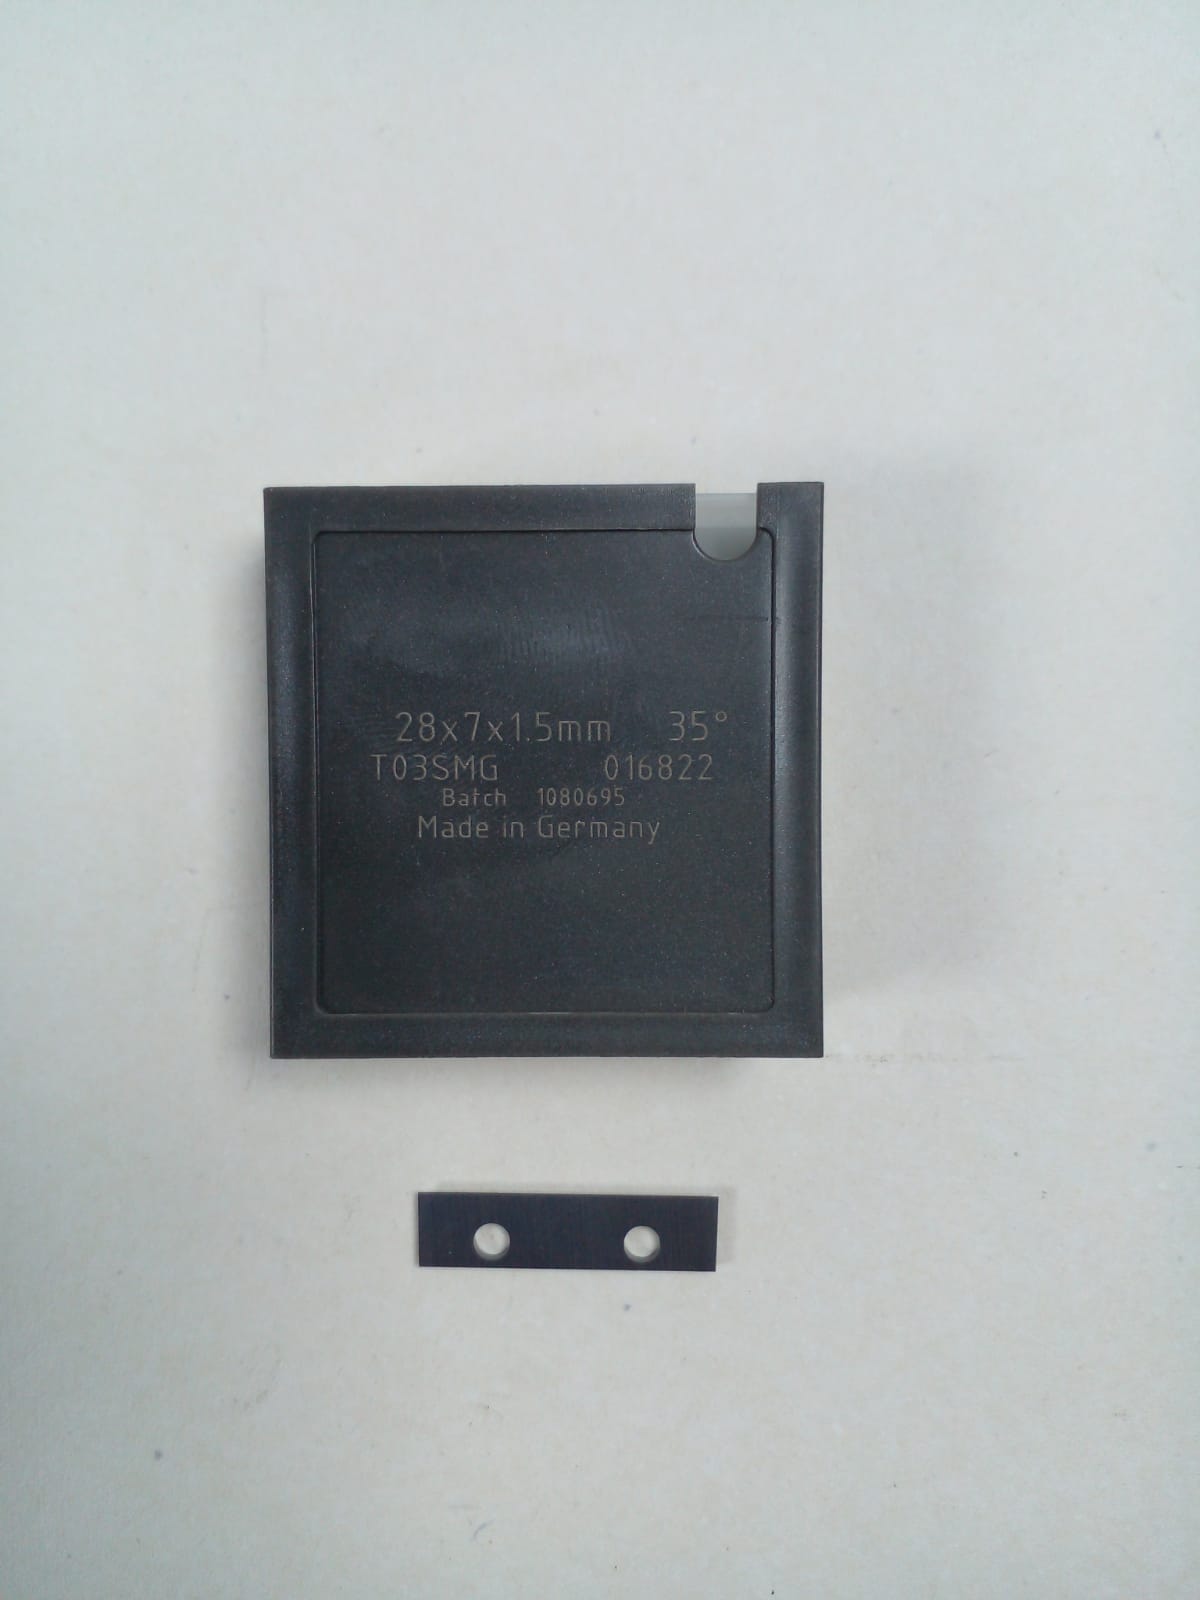 28x7x1.5mm 35°
T03SMG 016822
Batch 1080695
Made in Germany